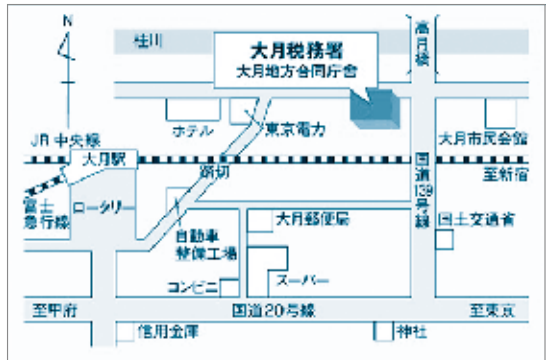 N
桂川
大月税務署
大月地方合同庁舎
高月橋
ホテル
東京電力
大月市民会館
JR中央線
大月駅
踏切
国道139号線
至新宿
富士
急行線
ロータリー
自動車
整備工場
大月郵便局
国土交通省
コンビニ
スーパー
至甲府
国道20号線
至東京
信用金庫
神社